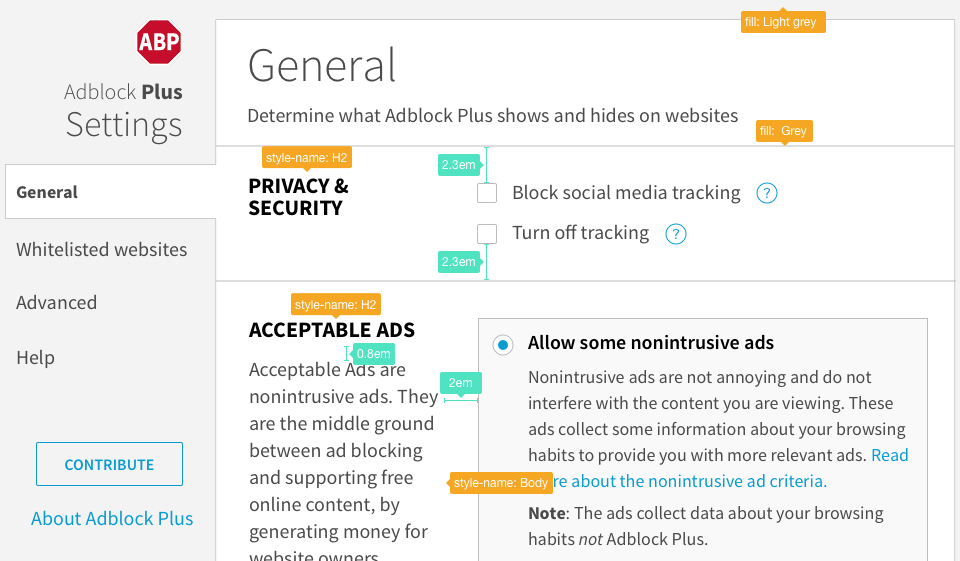 ABP
Adblock Plus
Settings
General
Whitelisted websites
Advanced
Help
CONTRIBUTE
About Adblock Plus
fill: Light grey
General
Determine what Adblock Plus shows and hides on websites
fill: Grey
style-name: H2
PRIVACY &
SECURITY
2.3em
Block social media tracking ?
Turn off tracking ?
2.3em
style-name: H2
ACCEPTABLE ADS
0.8em
Acceptable Ads are
nonintrusive ads. They
are the middle ground
between ad blocking
and supporting free
online content, by
generating money for
website owners
2em
Allow some nonintrusive ads
Nonintrusive ads are not annoying and do not
interfere with the content you are viewing. These
ads collect some information about your browsing
habits to provide you with more relevant ads. Read
style-name: Body
re about the nonintrusive ad criteria.
Note: The ads collect data about your browsing
habits not Adblock Plus.